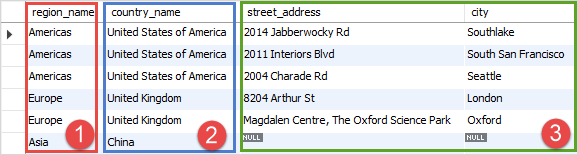 region_name country_name street_address city
Americas United States of America 2014 Jabberwocky Rd Southlake
Americas United States of America 2011 Interiors Blvd South San Francisco
Americas United States of America 2004 Charade Rd Seattle
Europe United Kingdom 8204 Arthur St London
Europe United Kingdom Magdalen Centre, The Oxford Science Park Oxford
Asia China NULL NULL
1 2 3